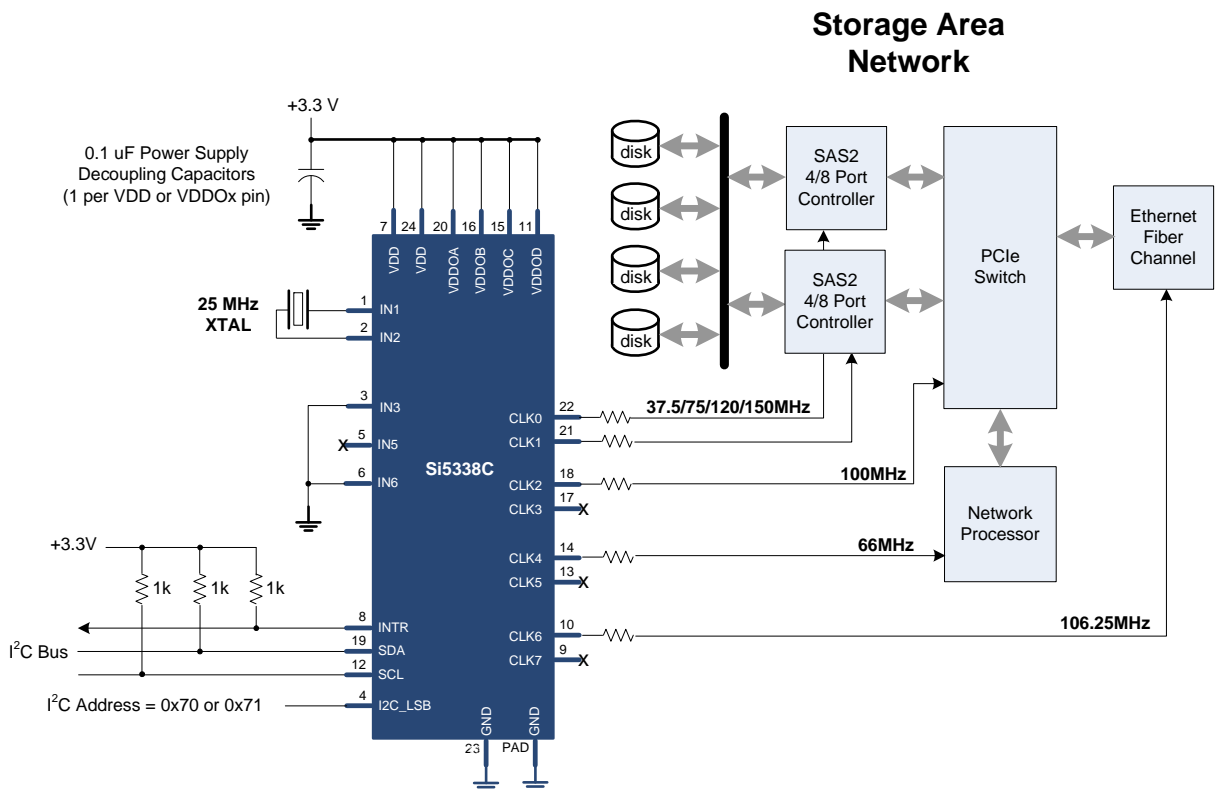 Storage Area
Network
+3.3 V
0.1 uF Power Supply
Decoupling Capacitors
(1 per VDD or VDDOx pin)
7
24
20
16
15
11
VDD
VDD
VDDOA
VDDOB
VDDOC
VDDOD
25 MHz
XTAL
1
IN1
2
IN2
3
IN3
X
5
IN5
6
IN6
Si5338C
+3.3V
1k
1k
1k
8
INTR
I²C Bus
19
SDA
12
SCL
I²C Address = 0x70 or 0x71
4
I2C_LSB
GND
GND
23
PAD
CLK0
22
37.5/75/120/150MHz
CLK1
21
CLK2
18
100MHz
CLK3
17
X
CLK4
14
66MHz
CLK5
13
X
CLK6
10
106.25MHz
CLK7
9
X
disk
disk
disk
disk
SAS2
4/8 Port
Controller
SAS2
4/8 Port
Controller
PCIe
Switch
Ethernet
Fiber
Channel
Network
Processor